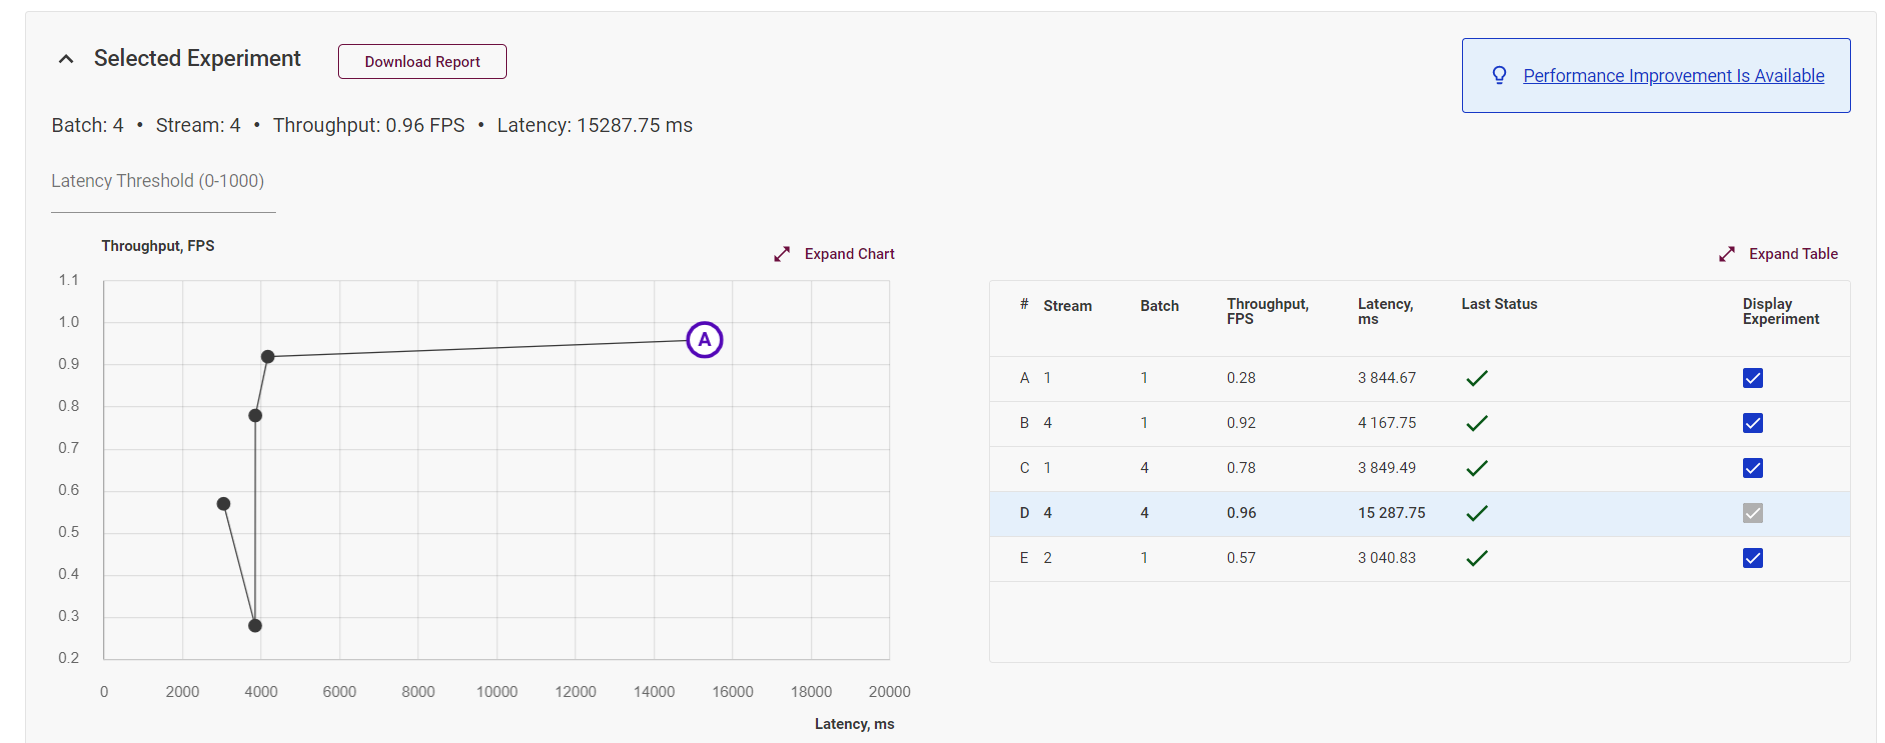 Selected Experiment
Download Report
Performance Improvement Is Available
Batch: 4 • Stream: 4 • Throughput: 0.96 FPS • Latency: 15287.75 ms
Latency Threshold (0-1000)
Throughput, FPS
Expand Chart
1.1
1.0
0.9
0.8
0.7
0.6
0.5
0.4
0.3
0.2
A
0 2000 4000 6000 8000 10000 12000 14000 16000 18000 20000
Latency, ms
Expand Table
# Stream Batch Throughput, FPS Latency, ms Last Status Display Experiment
A 1 1 0.28 3 844.67
B 4 1 0.92 4 167.75
C 1 4 0.78 3 849.49
D 4 4 0.96 15 287.75
E 2 1 0.57 3 040.83